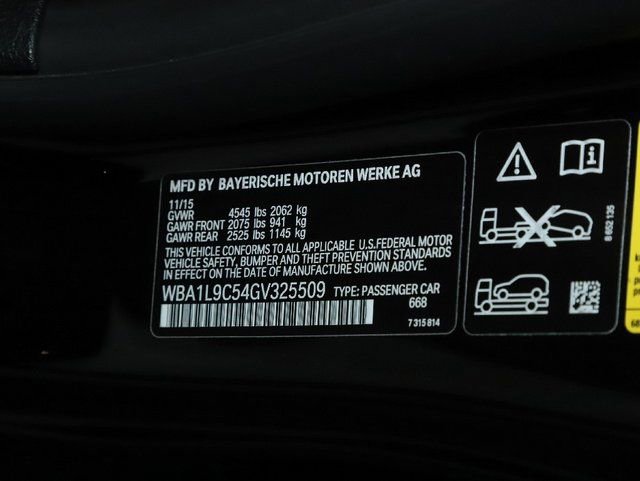 MFD BY BAYERISCHE MOTOREN WERKE AG
11/15
GVWR 4545 lbs 2062 kg
GAWR FRONT 2075 lbs 941 kg
GAWR REAR 2525 lbs 1145 kg
THIS VEHICLE CONFORMS TO ALL APPLICABLE U.S.FEDERAL MOTOR
VEHICLE SAFETY, BUMPER AND THEFT PREVENTION STANDARDS
IN EFFECT ON THE DATE OF MANUFACTURE SHOWN ABOVE.
WBA1L9C54GV325509 TYPE: PASSENGER CAR
668
7 315 814
8 652 135
68